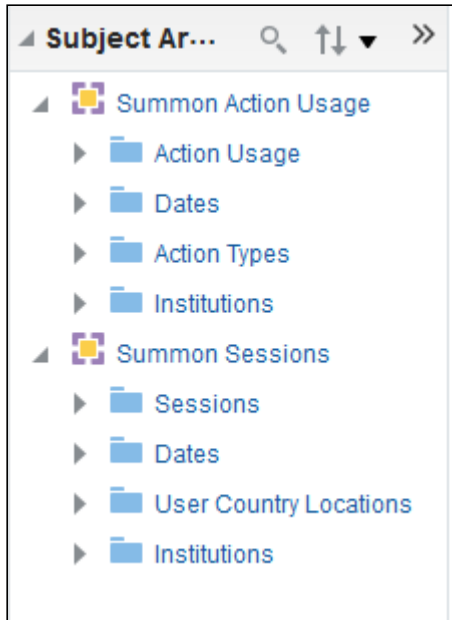 Subject Ar...
Summon Action Usage
Action Usage
Dates
Action Types
Institutions
Summon Sessions
Sessions
Dates
User Country Locations
Institutions